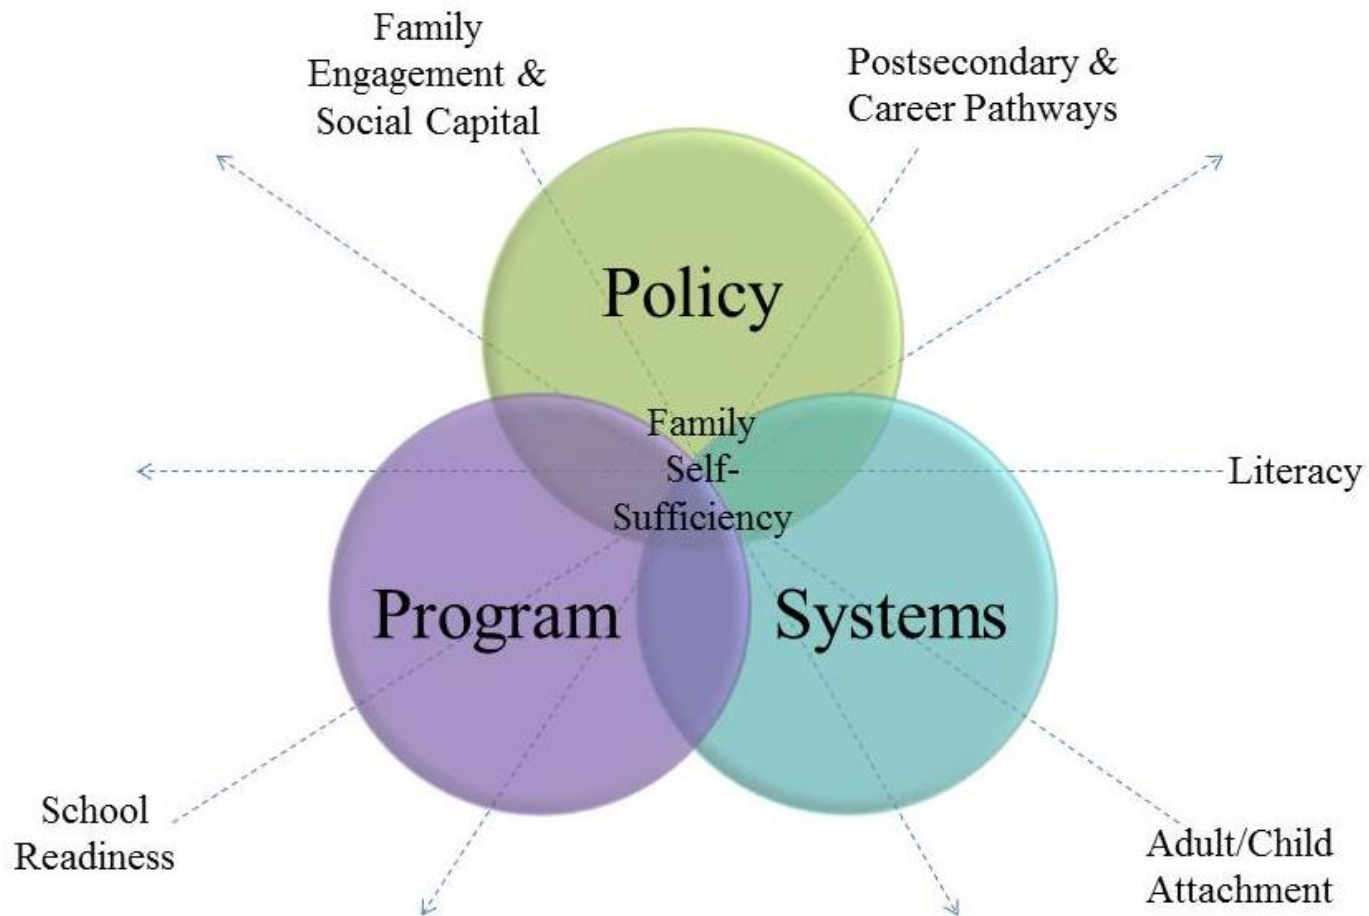 Family
Engagement &
Social Capital
Postsecondary &
Career Pathways
Policy
Family
Self-
Sufficiency
Literacy
Program
Systems
School
Readiness
Adult/Child
Attachment